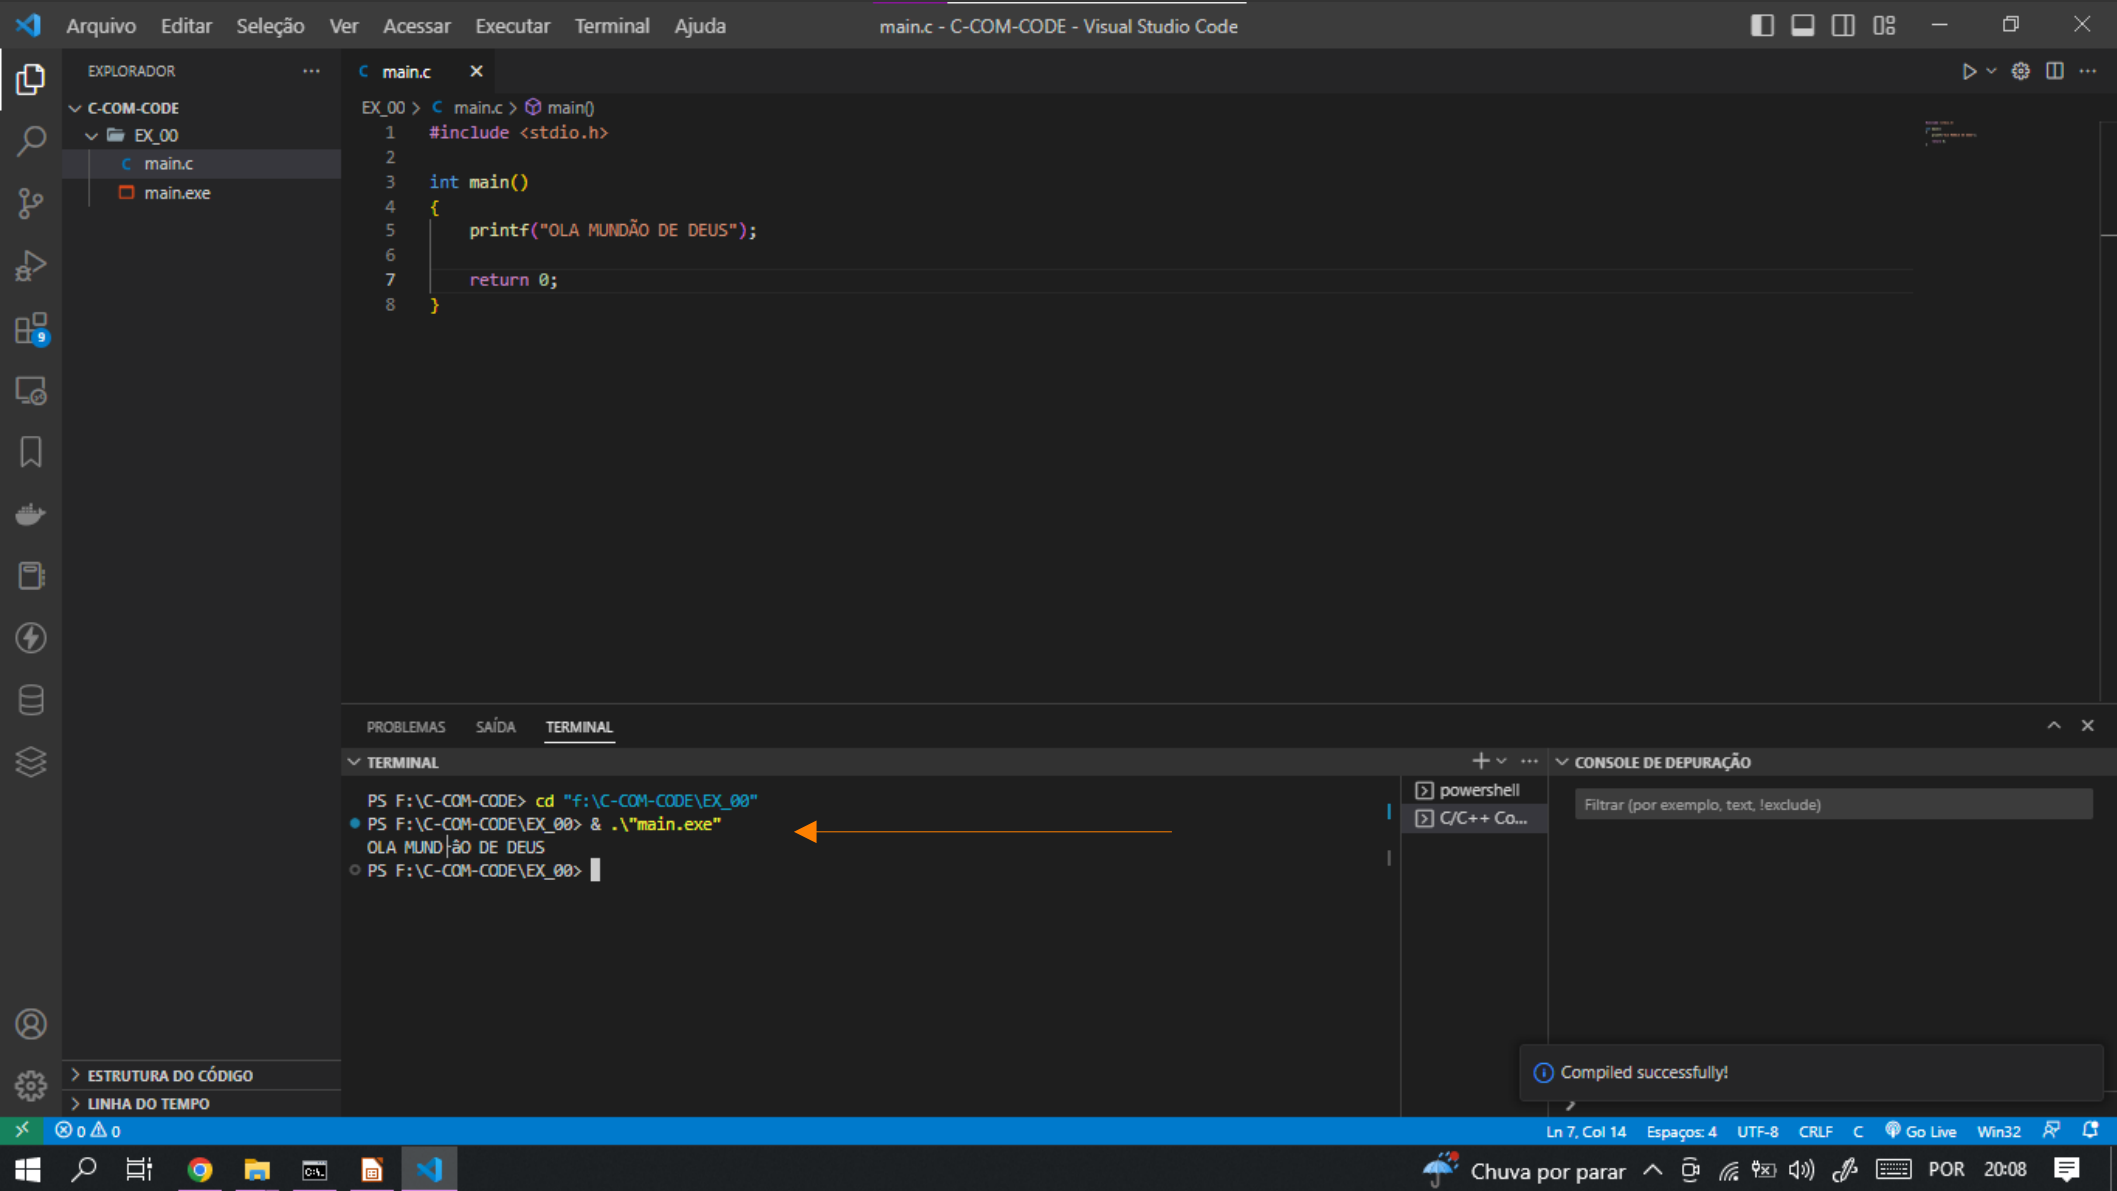 Arquivo Editar Seleção Ver Acessar Executar Terminal Ajuda
main.c - C-COM-CODE - Visual Studio Code
EXPLORADOR
main.c
C-COM-CODE
EX_00
main.c
main.exe
9
EX_00 > C main.c > main()
1 #include <stdio.h>
2
3 int main()
4 {
5 printf("OLA MUNDÃO DE DEUS");
6
7 return 0;
8 }
PROBLEMAS SAÍDA TERMINAL
TERMINAL
PS F:\C-COM-CODE> cd "f:\C-COM-CODE\EX_00"
PS F:\C-COM-CODE\EX_00> & .\"main.exe"
OLA MUND├âO DE DEUS
PS F:\C-COM-CODE\EX_00>
powershell
C/C++ Co...
CONSOLE DE DEPURAÇÃO
Filtrar (por exemplo, text, !exclude)
Compiled successfully!
ESTRUTURA DO CÓDIGO
LINHA DO TEMPO
0 0
Ln 7, Col 14 Espaços: 4 UTF-8 CRLF C Go Live Win32
C:\.
Chuva por parar POR 20:08